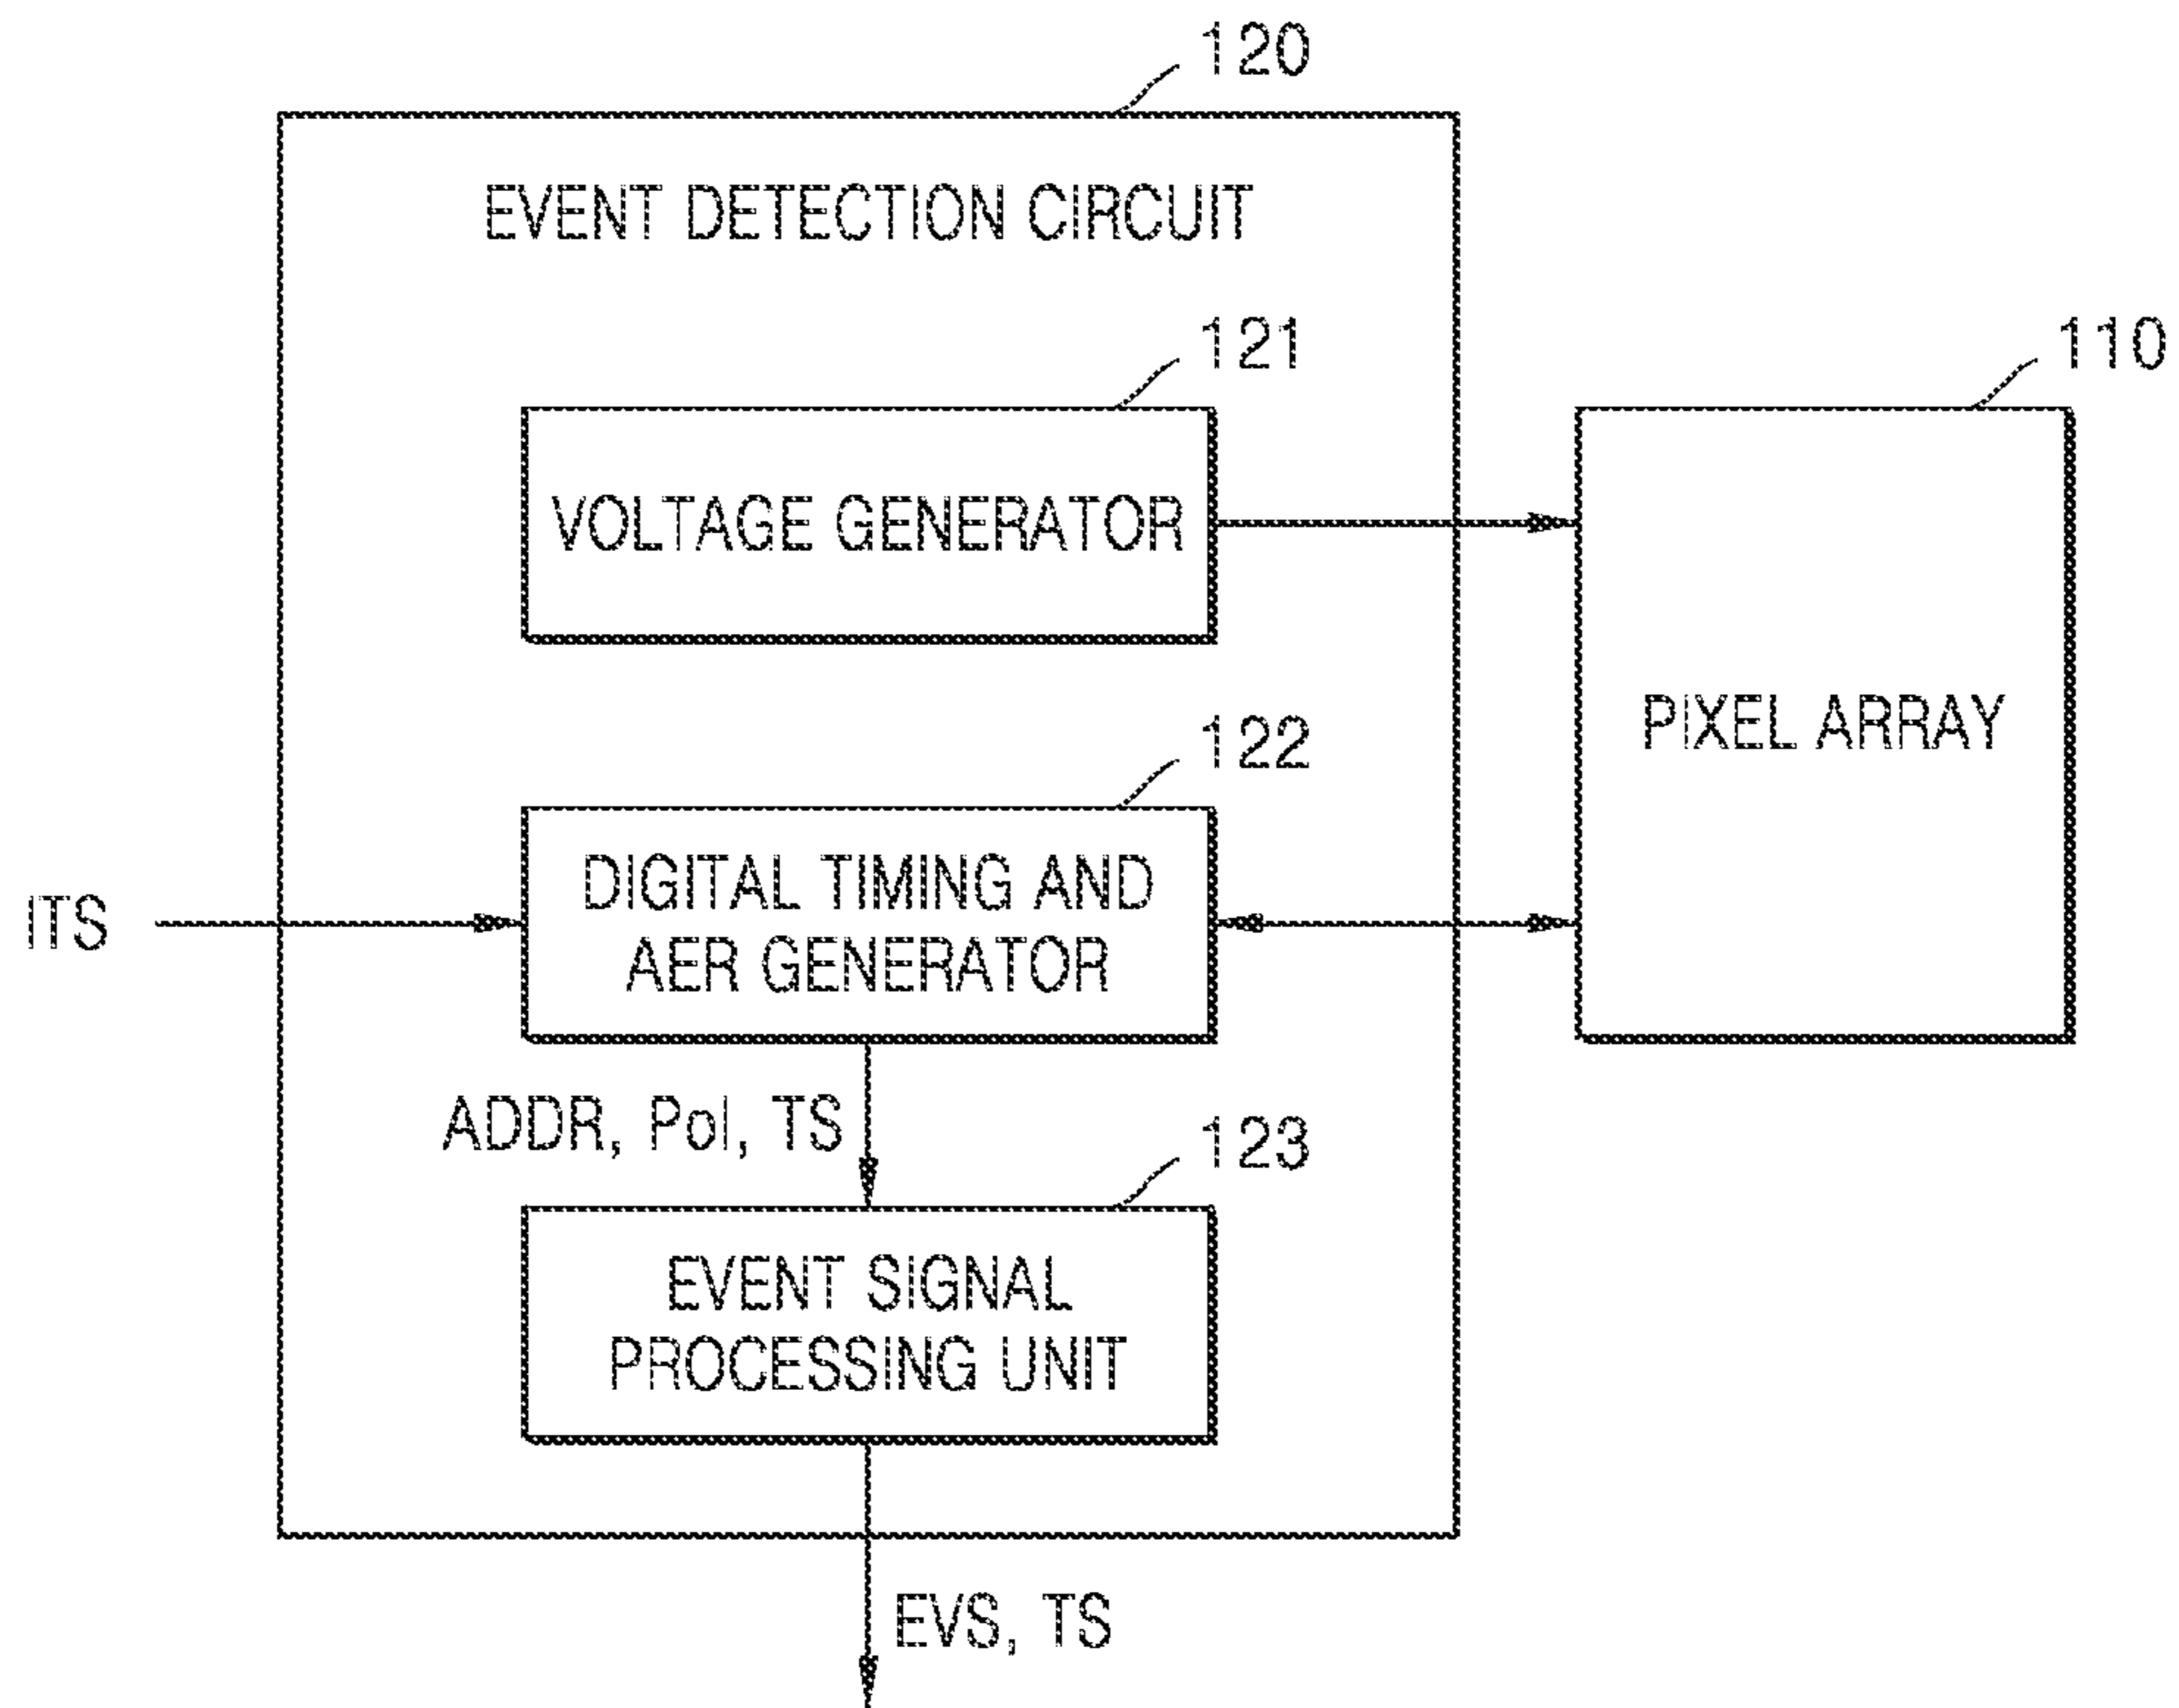 120
EVENT DETECTION CIRCUIT
121
110
VOLTAGE GENERATOR
PIXEL ARRAY
122
DIGITAL TIMING AND
AER GENERATOR
ITS
ADDR, Pol, TS
123
EVENT SIGNAL
PROCESSING UNIT
EVS, TS